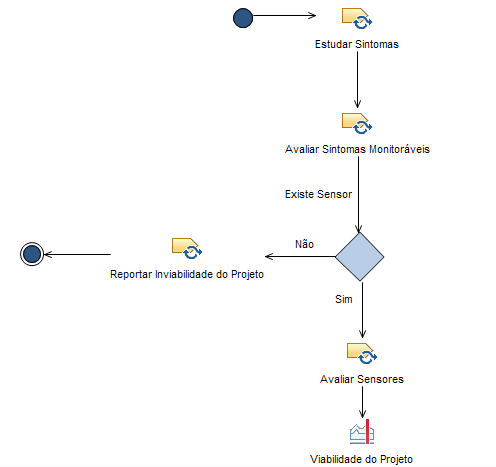 Estudar Sintomas
Avaliar Sintomas Monitoráveis
Existe Sensor
Não
Reportar Inviabilidade do Projeto
Sim
Avaliar Sensores
Viabilidade do Projeto